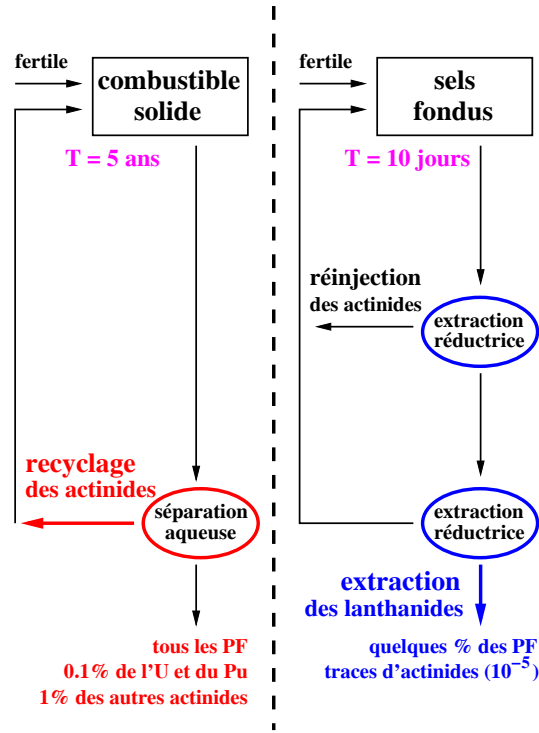 fertile
combustible
solide
T = 5 ans
recyclage
des actinides
séparation
aqueuse
tous les PF
0.1% de l'U et du Pu
1% des autres actinides
fertile
sels
fondus
T = 10 jours
réinjection
des actinides
extraction
réductrice
extraction
réductrice
extraction
des lanthanides
quelques % des PF
traces d'actinides (10⁻⁵)